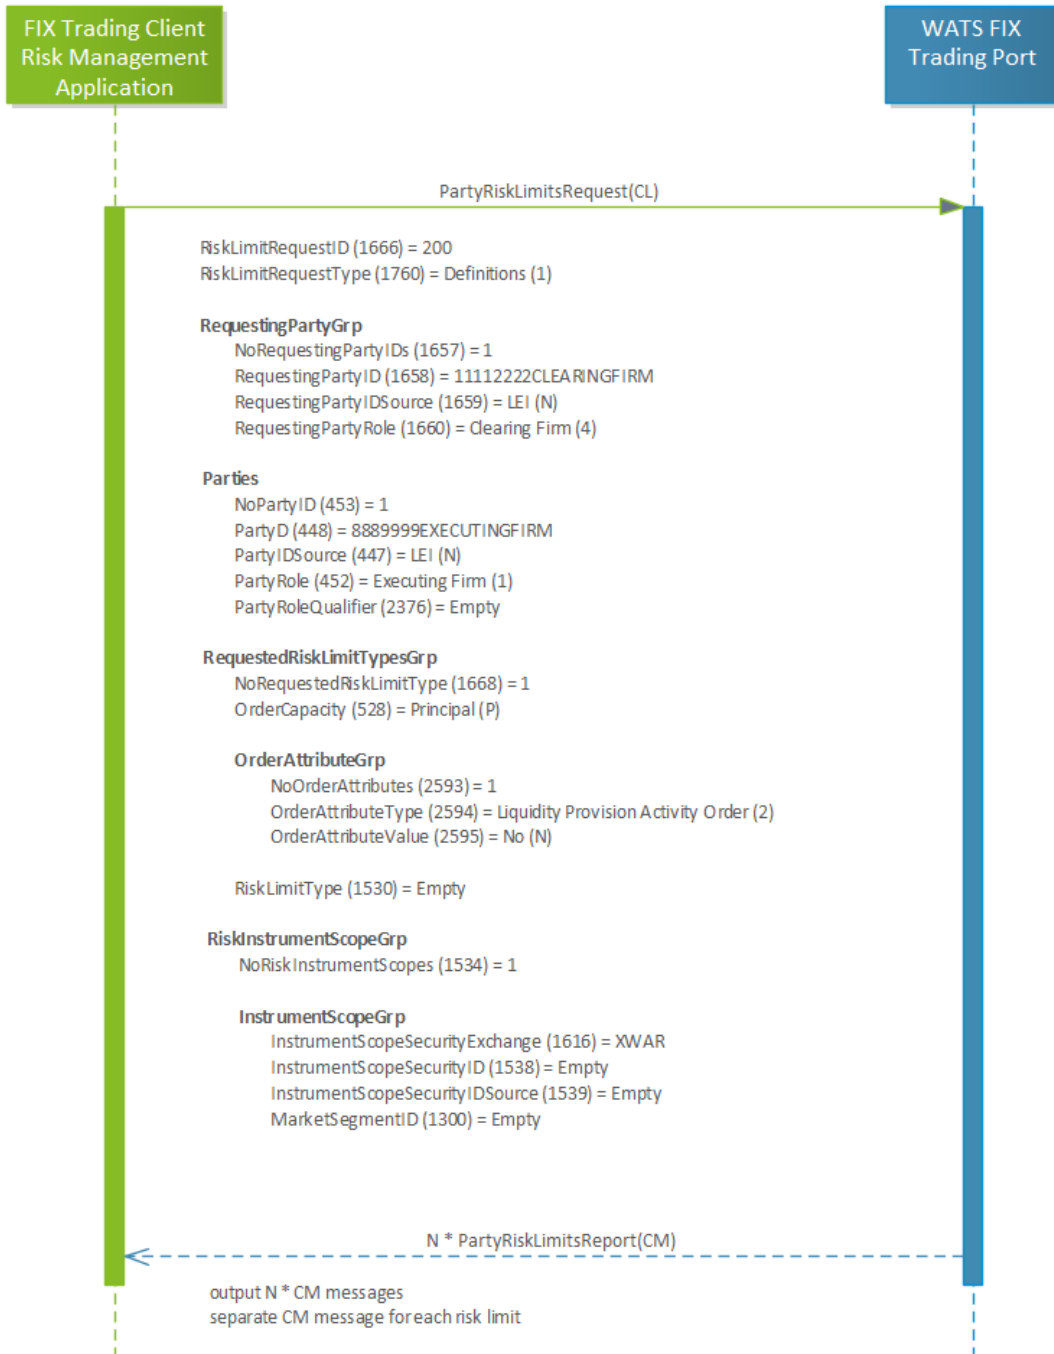 FIX Trading Client
Risk Management
Application
WATS FIX
Trading Port
PartyRiskLimitsRequest(CL)
RiskLimitRequestID (1666) = 200
RiskLimitRequestType (1760) = Definitions (1)
RequestingPartyGrp
NoRequestingPartyIDs (1657) = 1
RequestingPartyID (1658) = 11112222CLEARINGFIRM
RequestingPartyIDSource (1659) = LEI (N)
RequestingPartyRole (1660) = Clearing Firm (4)
Parties
NoPartyID (453) = 1
PartyD (448) = 8889999EXECUTINGFIRM
PartyIDSource (447) = LEI (N)
PartyRole (452) = Executing Firm (1)
PartyRoleQualifier (2376) = Empty
RequestedRiskLimitTypesGrp
NoRequestedRiskLimitType (1668) = 1
OrderCapacity (528) = Principal (P)
OrderAttributeGrp
NoOrderAttributes (2593) = 1
OrderAttributeType (2594) = Liquidity Provision Activity Order (2)
OrderAttributeValue (2595) = No (N)
RiskLimitType (1530) = Empty
RiskInstrumentScopeGrp
NoRiskInstrumentScopes (1534) = 1
InstrumentScopeGrp
InstrumentScopeSecurityExchange (1616) = XWAR
InstrumentScopeSecurityID (1538) = Empty
InstrumentScopeSecurityIDSource (1539) = Empty
MarketSegmentID (1300) = Empty
N * PartyRiskLimitsReport(CM)
output N * CM messages
separate CM message for each risk limit